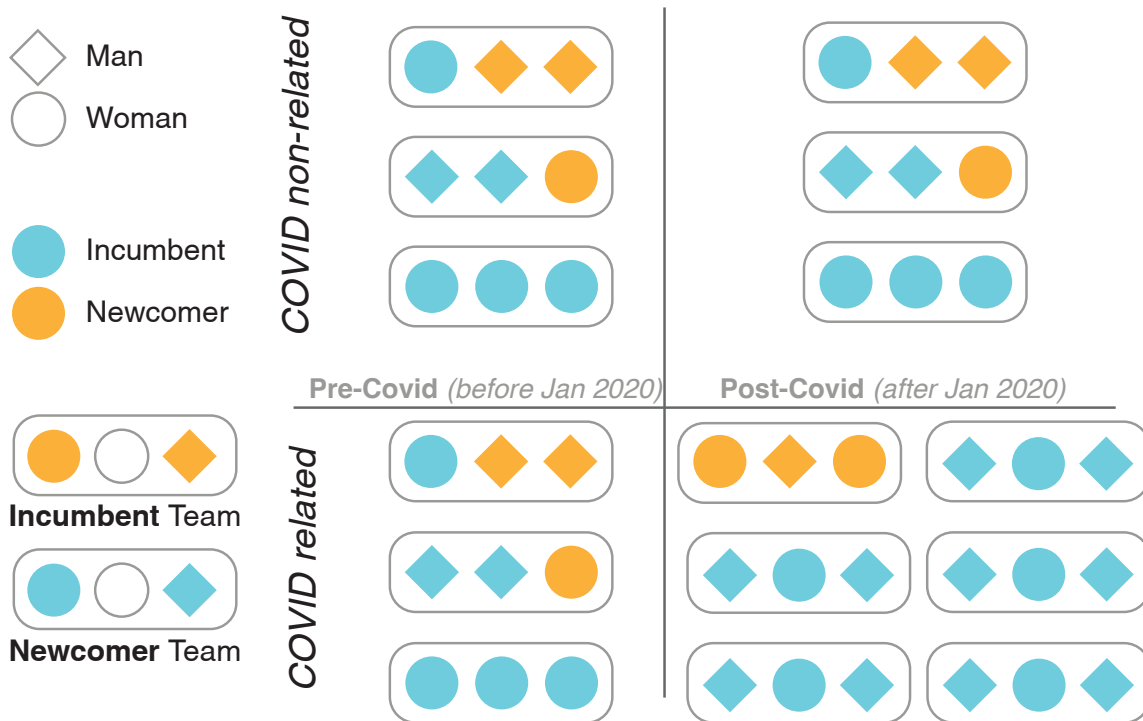 Man
Woman
Incumbent
Newcomer
Incumbent Team
Newcomer Team
COVID non-related
Pre-Covid (before Jan 2020)
Post-Covid (after Jan 2020)
COVID related